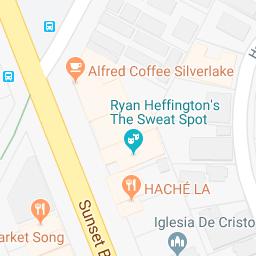 Alfred Coffee Silverlake
Ryan Heffington's
The Sweat Spot
HACHÉ LA
Sunset B
Iglesia De Cristo
arket Song
H